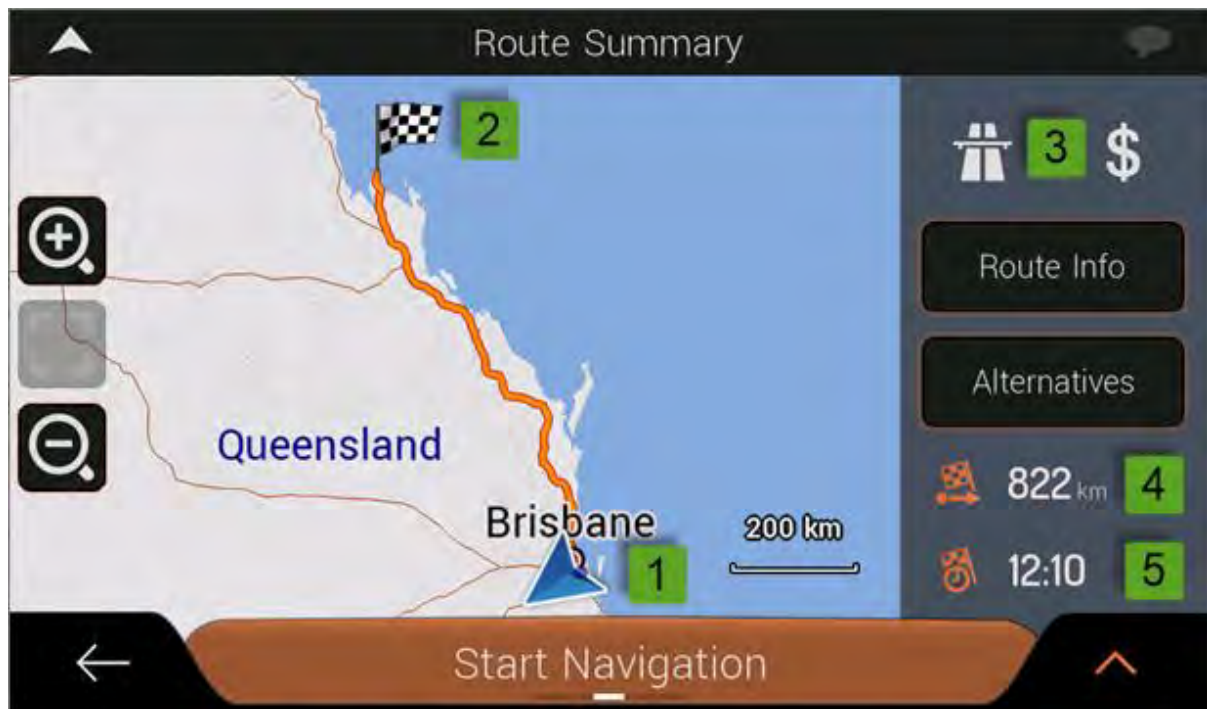 Route Summary
2
3 $
Route Info
Alternatives
Queensland
822 km 4
Brisbane
200 km
1
12:10 5
Start Navigation